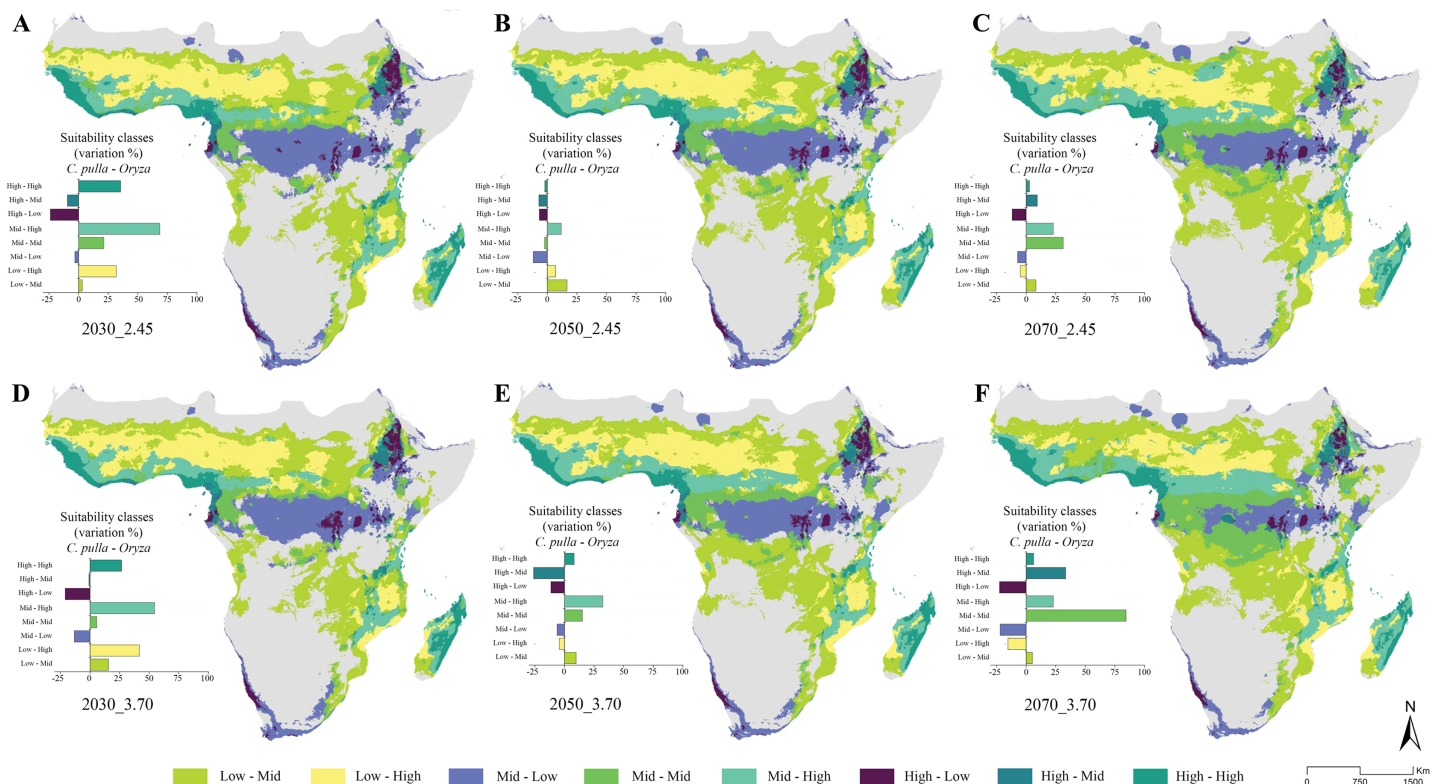 A
Suitability classes
(variation %)
C. pulla - Oryza
High - High
High - Mid
High - Low
Mid - High
Mid - Mid
Mid - Low
Low - High
Low - Mid
-25 0 25 50 75 100
2030_2.45
B
Suitability classes
(variation %)
C. pulla - Oryza
High - High
High - Mid
High - Low
Mid - High
Mid - Mid
Mid - Low
Low - High
Low - Mid
-25 0 25 50 75 100
2050_2.45
C
Suitability classes
(variation %)
C. pulla - Oryza
High - High
High - Mid
High - Low
Mid - High
Mid - Mid
Mid - Low
Low - High
Low - Mid
-25 0 25 50 75 100
2070_2.45
D
Suitability classes
(variation %)
C. pulla - Oryza
High - High
High - Mid
High - Low
Mid - High
Mid - Mid
Mid - Low
Low - High
Low - Mid
-25 0 25 50 75 100
2030_3.70
E
Suitability classes
(variation %)
C. pulla - Oryza
High - High
High - Mid
High - Low
Mid - High
Mid - Mid
Mid - Low
Low - High
Low - Mid
-25 0 25 50 75 100
2050_3.70
F
Suitability classes
(variation %)
C. pulla - Oryza
High - High
High - Mid
High - Low
Mid - High
Mid - Mid
Mid - Low
Low - High
Low - Mid
-25 0 25 50 75 100
2070_3.70
N
Low - Mid Low - High Mid - Low Mid - Mid Mid - High High - Low High - Mid High - High
Km
0 750 1500